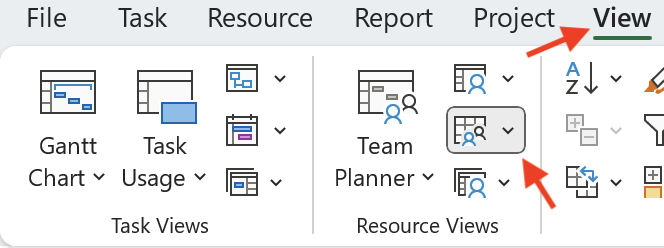 File Task Resource Report Project View
Gantt Chart
Task Usage
Team Planner
A
Z
Task Views
Resource Views